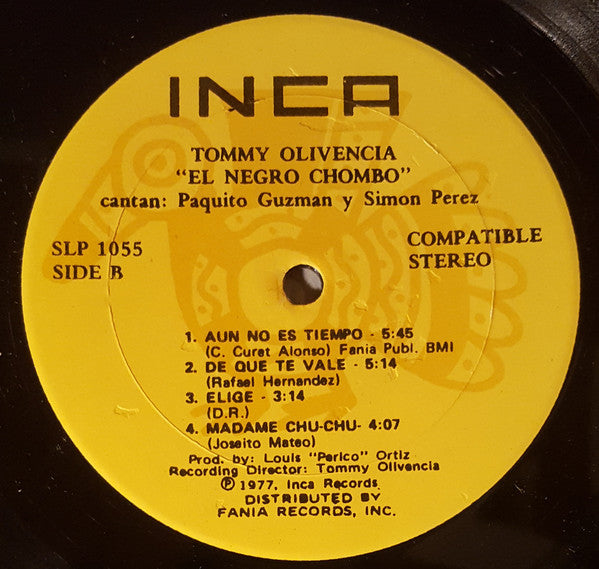 INCA
TOMMY OLIVENCIA
"EL NEGRO CHOMBO"
cantan: Paquito Guzman y Simon Perez
SLP 1055
SIDE B
COMPATIBLE
STEREO
1. AUN NO ES TIEMPO - 5:45
(C. Curet Alonso) Fania Publ. BMI
2. DE QUE TE VALE - 5:14
(Rafael Hernandez)
3. ELIGE - 3:14
(D.R.)
4. MADAME CHU-CHU- 4:07
(Joseito Mateo)
Prod. by: Louis "Perico" Ortiz
Recording Director: Tommy Olivencia
℗ 1977, Inca Records
DISTRIBUTED BY
FANIA RECORDS, INC.